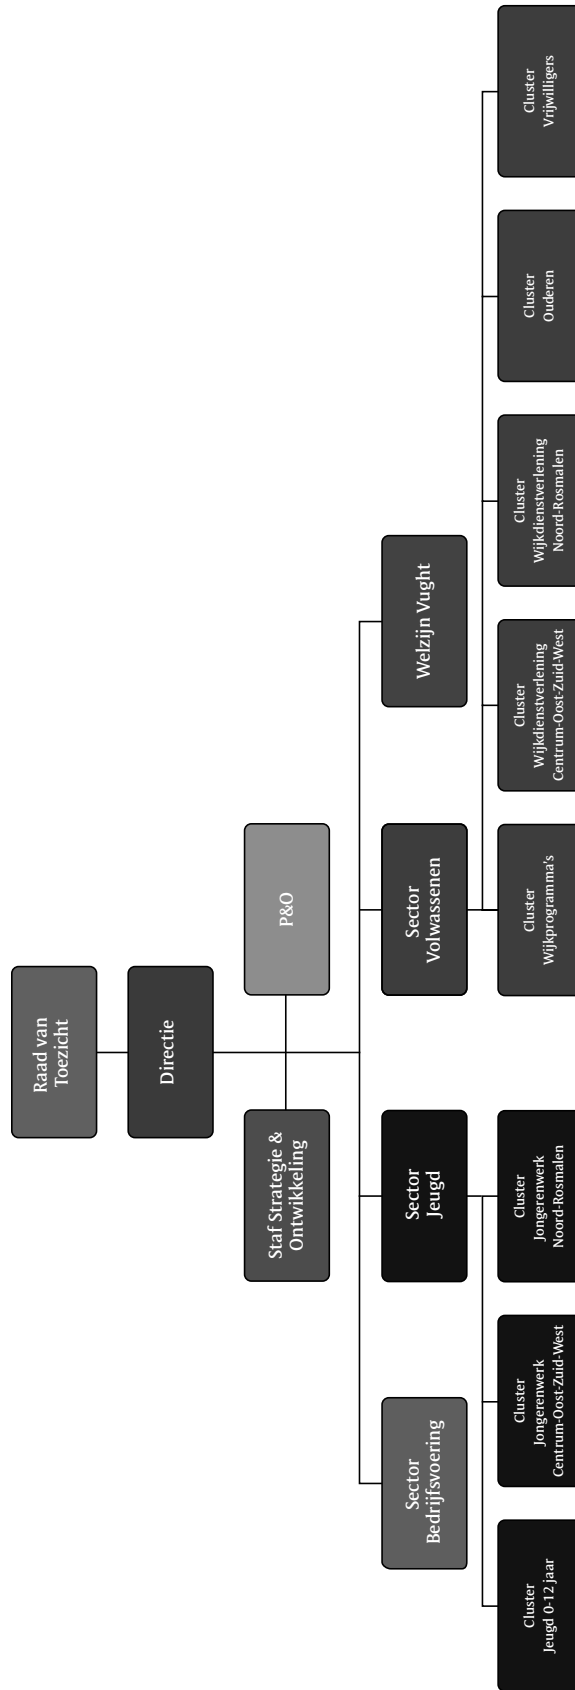 Raad van
Toezicht
Directie
Staf Strategie &
Ontwikkeling
P&O
Sector
Bedrijfsvoering
Sector
Jeugd
Sector
Volwassenen
Welzijn Vught
Cluster
Jeugd 0-12 jaar
Cluster
Jongerenwerk
Centrum-Oost-Zuid-West
Cluster
Jongerenwerk
Noord-Rosmalen
Cluster
Wijkprogramma's
Cluster
Wijkdienstverlening
Centrum-Oost-Zuid-West
Cluster
Wijkdienstverlening
Noord-Rosmalen
Cluster
Ouderen
Cluster
Vrijwilligers